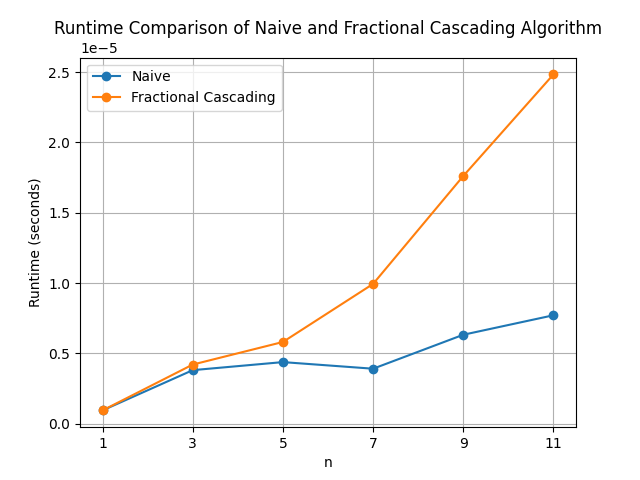 Runtime Comparison of Naive and Fractional Cascading Algorithm
1e−5
Naive
Fractional Cascading
2.5
2.0
1.5
1.0
0.5
0.0
Runtime (seconds)
1 3 5 7 9 11
n